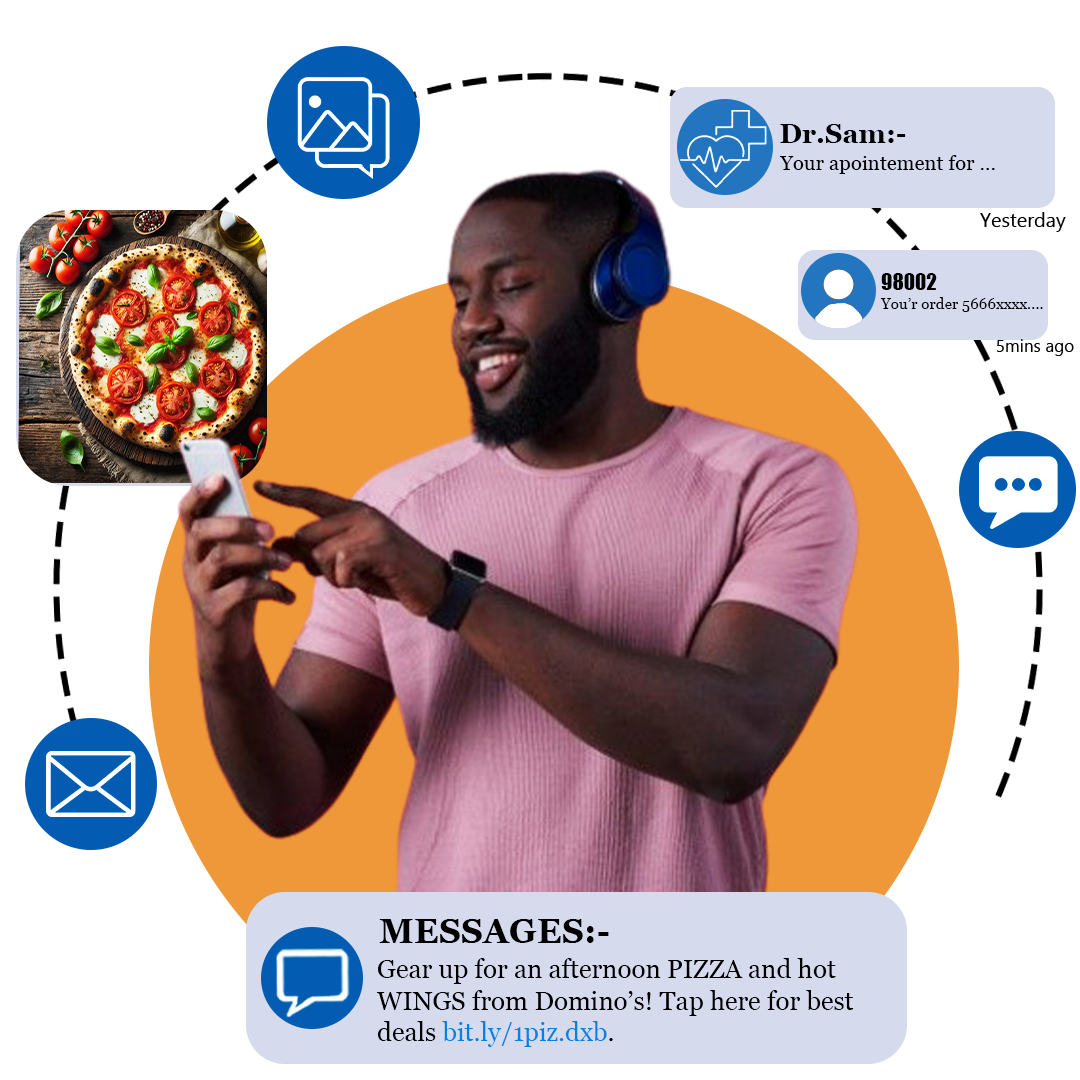 Dr.Sam:-
Your apointement for ...
Yesterday
98002
You’r order 5666xxxx....
5mins ago
MESSAGES:-
Gear up for an afternoon PIZZA and hot
WINGS from Domino’s! Tap here for best
deals bit.ly/1piz.dxb.